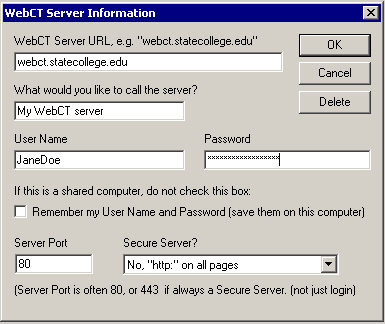 WebCT Server Information
WebCT Server URL, e.g. "webct.statecollege.edu"
OK
webct.statecollege.edu
Cancel
What would you like to call the server?
Delete
My WebCT server
User Name Password
JaneDoe ******************
If this is a shared computer, do not check this box:
Remember my User Name and Password (save them on this computer)
Server Port Secure Server?
80 No, "http:" on all pages
(Server Port is often 80, or 443 if always a Secure Server. (not just login)